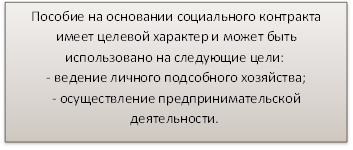 Пособие на основании социального контракта
имеет целевой характер и может быть
использовано на следующие цели:
- ведение личного подсобного хозяйства;
- осуществление предпринимательской
деятельности.